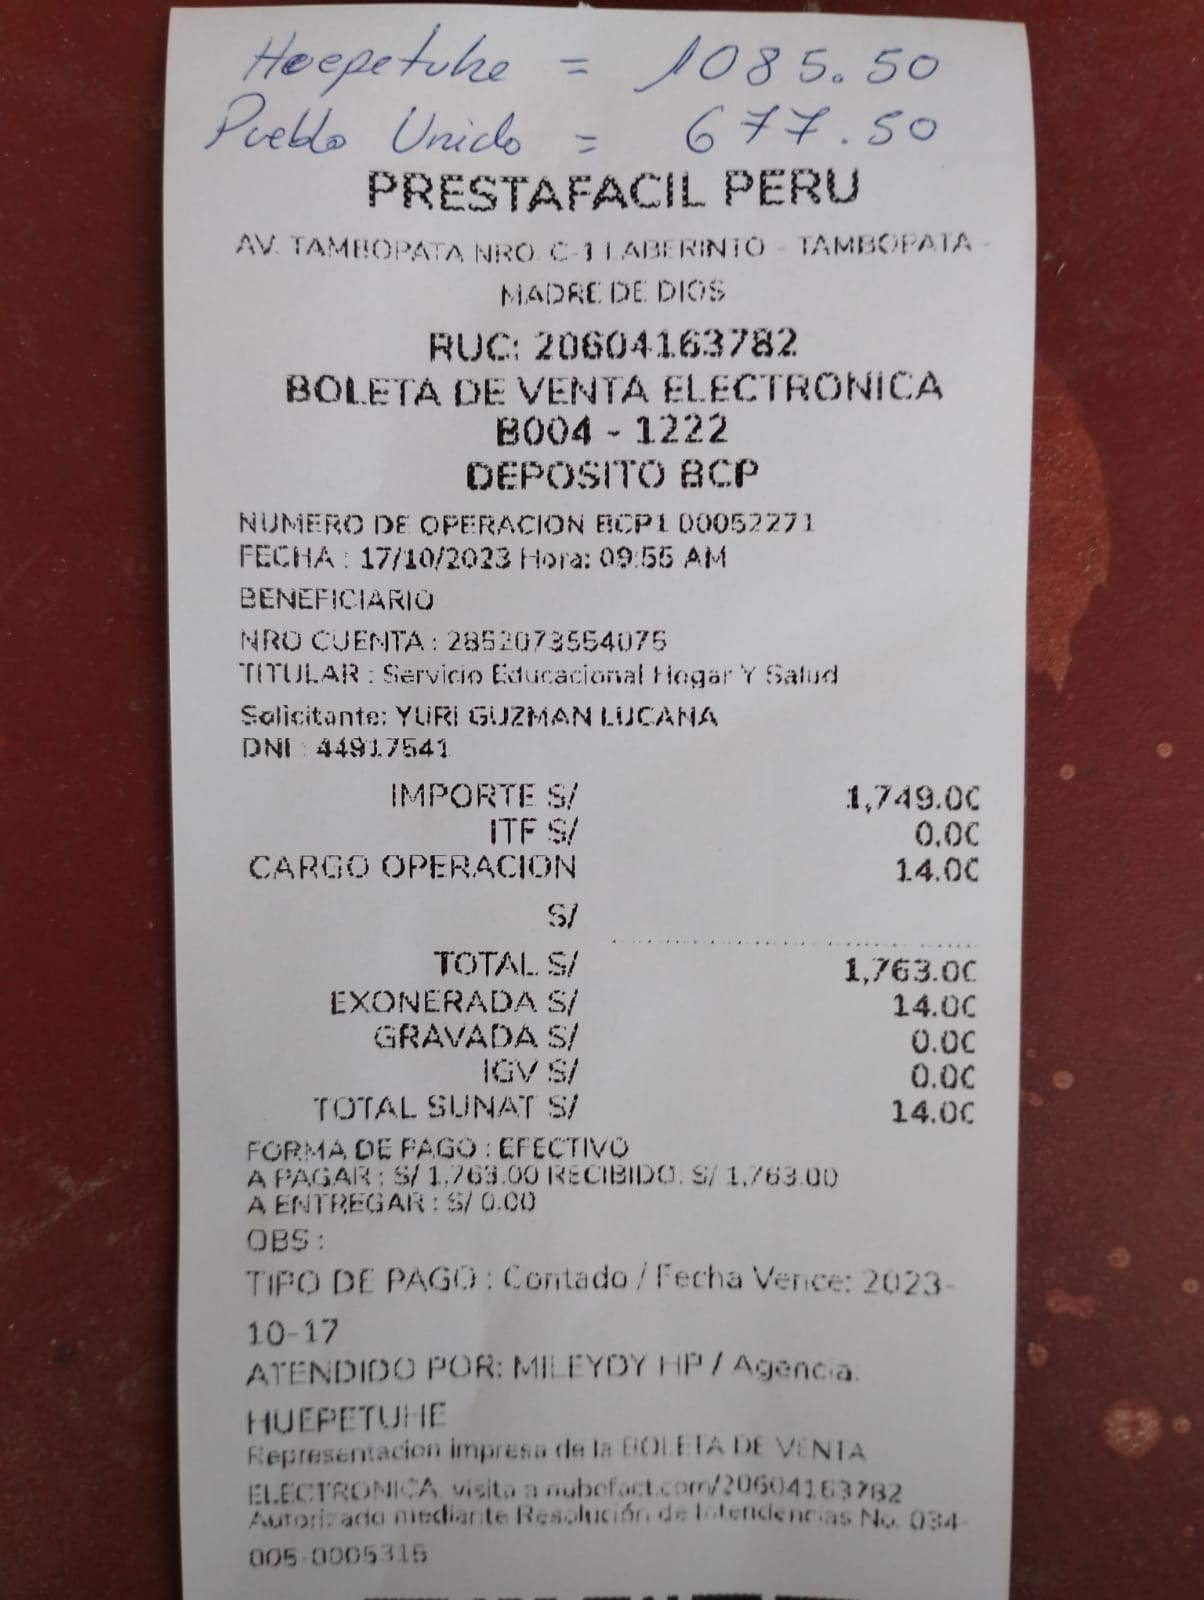 Huepetuhe = 1085.50
Pueblo Unido = 677.50
PRESTAFACIL PERU
AV. TAMBOPATA NRO. C-1 LABERINTO - TAMBOPATA -
MADRE DE DIOS
RUC: 20604163782
BOLETA DE VENTA ELECTRONICA
B004 - 1222
DEPOSITO BCP
NUMERO DE OPERACION BCP1 00052271
FECHA : 17/10/2023 Hora: 09:55 AM
BENEFICIARIO
NRO CUENTA : 2852073554075
TITULAR : Servicio Educacional Hogar Y Salud
Solicitante: YURI GUZMAN LUCANA
DNI : 44917541
IMPORTE S/ 1,749.00
ITF S/ 0.00
CARGO OPERACION 14.00
S/
TOTAL S/ 1,763.00
EXONERADA S/ 14.00
GRAVADA S/ 0.00
IGV S/ 0.00
TOTAL SUNAT S/ 14.00
FORMA DE PAGO : EFECTIVO
A PAGAR : S/ 1,763.00 RECIBIDO: S/ 1,763.00
A ENTREGAR : S/ 0.00
OBS :
TIPO DE PAGO : Contado / Fecha Vence: 2023-
10-17
ATENDIDO POR: MILEYDY HP / Agencia:
HUEPETUHE
Representacion impresa de la BOLETA DE VENTA
ELECTRONICA, visita a nubefact.com/20604163782
Autorizado mediante Resolución de Intendencias No. 034-
005-0005315